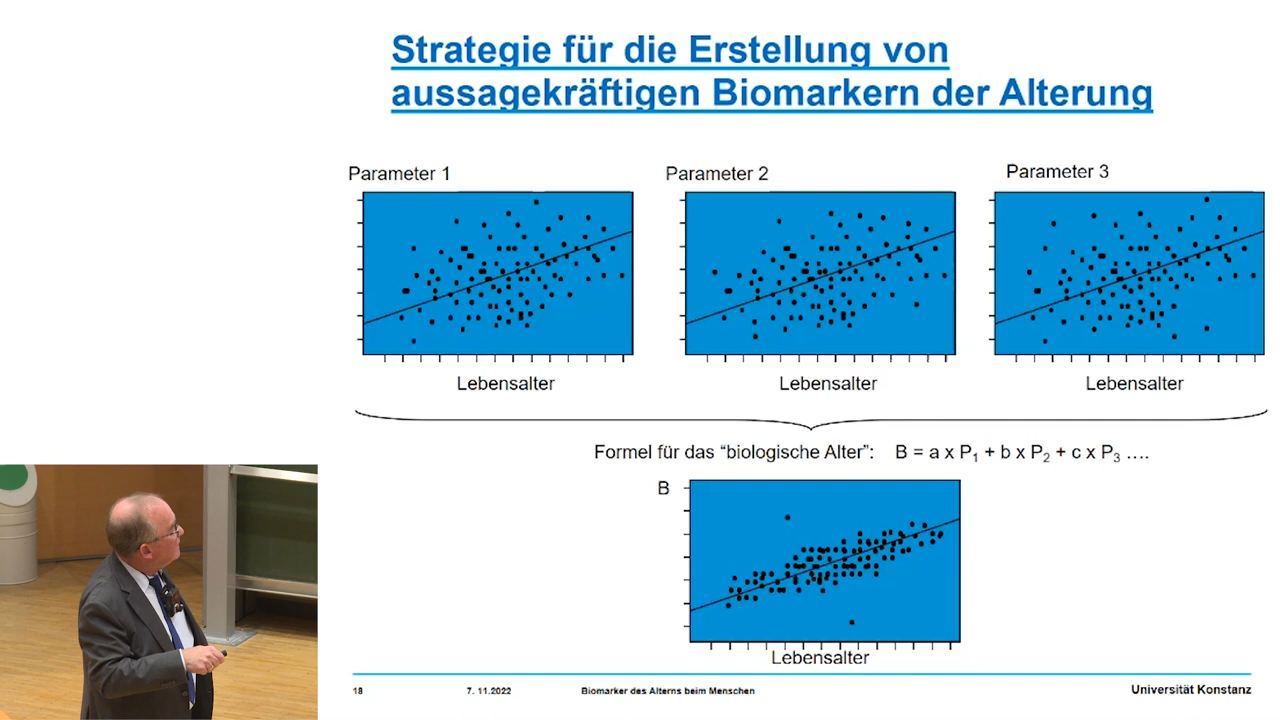 Strategie für die Erstellung von
aussagekräftigen Biomarkern der Alterung
Parameter 1
Parameter 2
Parameter 3
Lebensalter
Lebensalter
Lebensalter
Formel für das “biologische Alter”: B = a x P₁ + b x P₂ + c x P₃ ….
B
Lebensalter
18
7. 11.2022
Biomarker des Alterns beim Menschen
Universität Konstanz